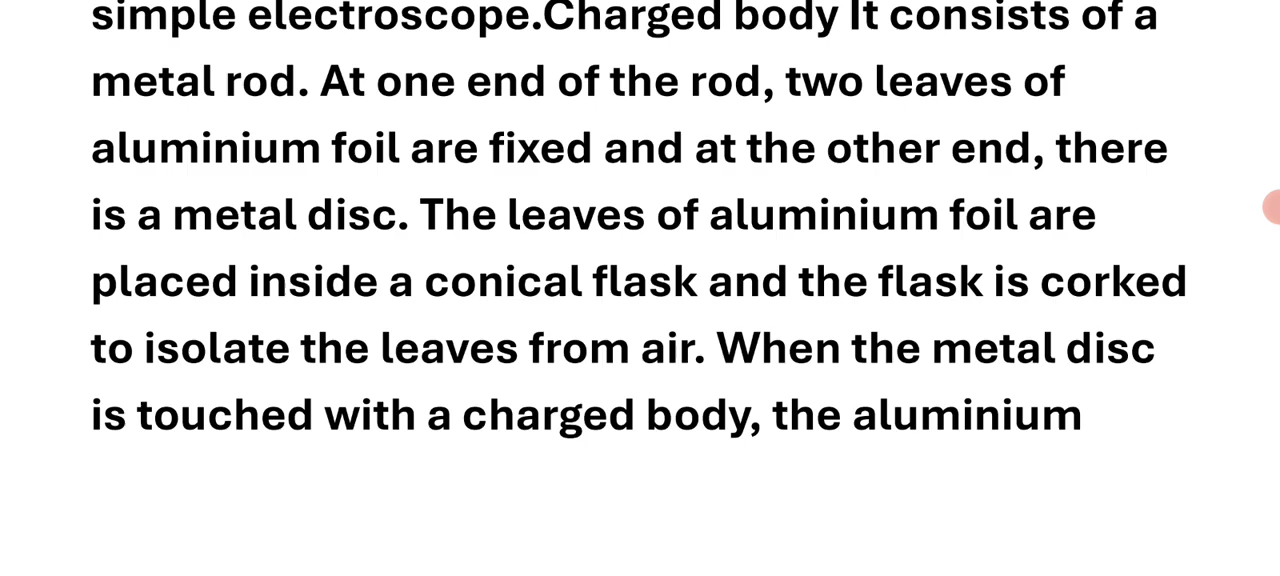 simple electroscope.Charged body It consists of a
metal rod. At one end of the rod, two leaves of
aluminium foil are fixed and at the other end, there
is a metal disc. The leaves of aluminium foil are
placed inside a conical flask and the flask is corked
to isolate the leaves from air. When the metal disc
is touched with a charged body, the aluminium